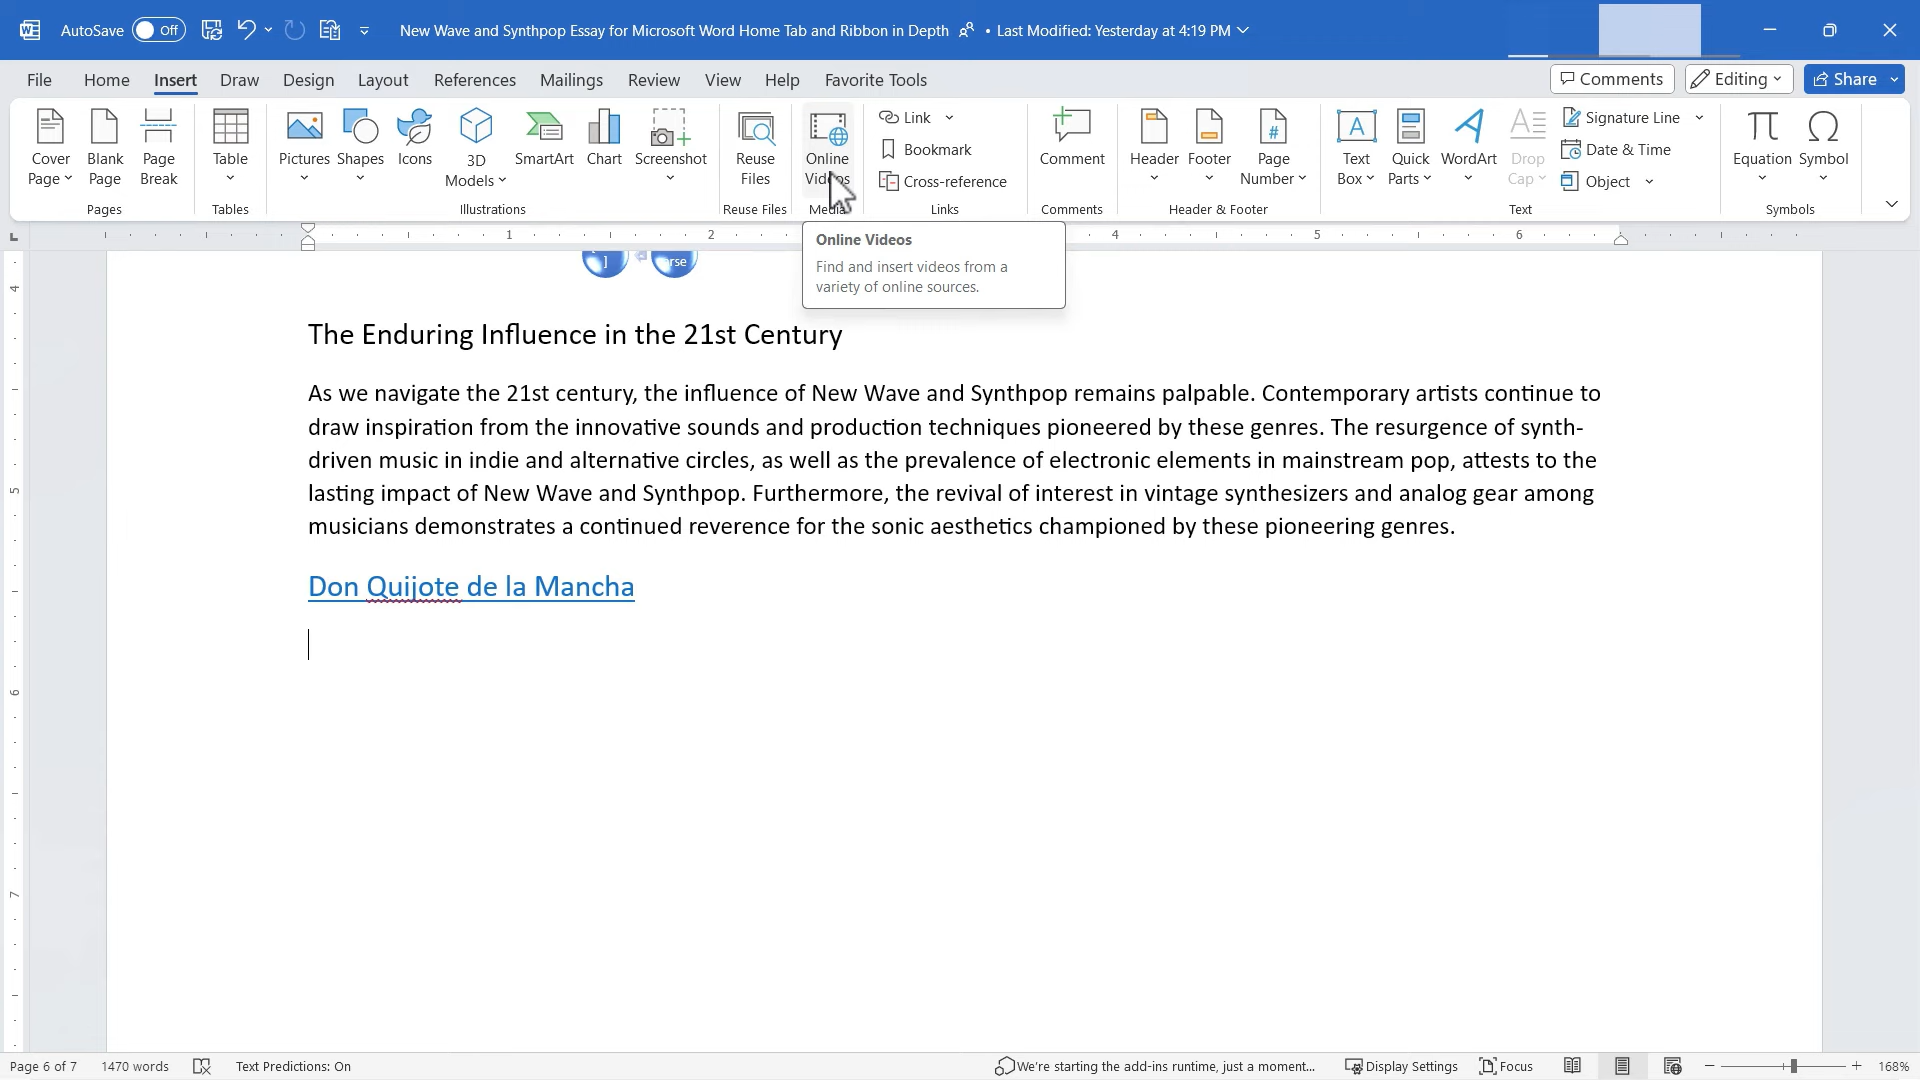 AutoSave Off New Wave and Synthpop Essay for Microsoft Word Home Tab and Ribbon in Depth • Last Modified: Yesterday at 4:19 PM
File Home Insert Draw Design Layout References Mailings Review View Help Favorite Tools Comments Editing Share
Cover Page
Blank Page
Page Break
Pages
Table
Tables
Pictures
Shapes
Icons
3D Models
SmartArt
Chart
Screenshot
Illustrations
Reuse Files
Reuse Files
Online Videos
Media
Link
Bookmark
Cross-reference
Links
Comment
Comments
Header
Footer
Page Number
Header & Footer
Text Box
Quick Parts
WordArt
Drop Cap
Signature Line
Date & Time
Object
Text
Equation
Symbol
Symbols
1 2 4 5 6
Online Videos
Find and insert videos from a
variety of online sources.
] rse
The Enduring Influence in the 21st Century
As we navigate the 21st century, the influence of New Wave and Synthpop remains palpable. Contemporary artists continue to
draw inspiration from the innovative sounds and production techniques pioneered by these genres. The resurgence of synth-
driven music in indie and alternative circles, as well as the prevalence of electronic elements in mainstream pop, attests to the
lasting impact of New Wave and Synthpop. Furthermore, the revival of interest in vintage synthesizers and analog gear among
musicians demonstrates a continued reverence for the sonic aesthetics championed by these pioneering genres.
Don Quijote de la Mancha
4
5
6
7
Page 6 of 7 1470 words Text Predictions: On We're starting the add-ins runtime, just a moment... Display Settings Focus 168%